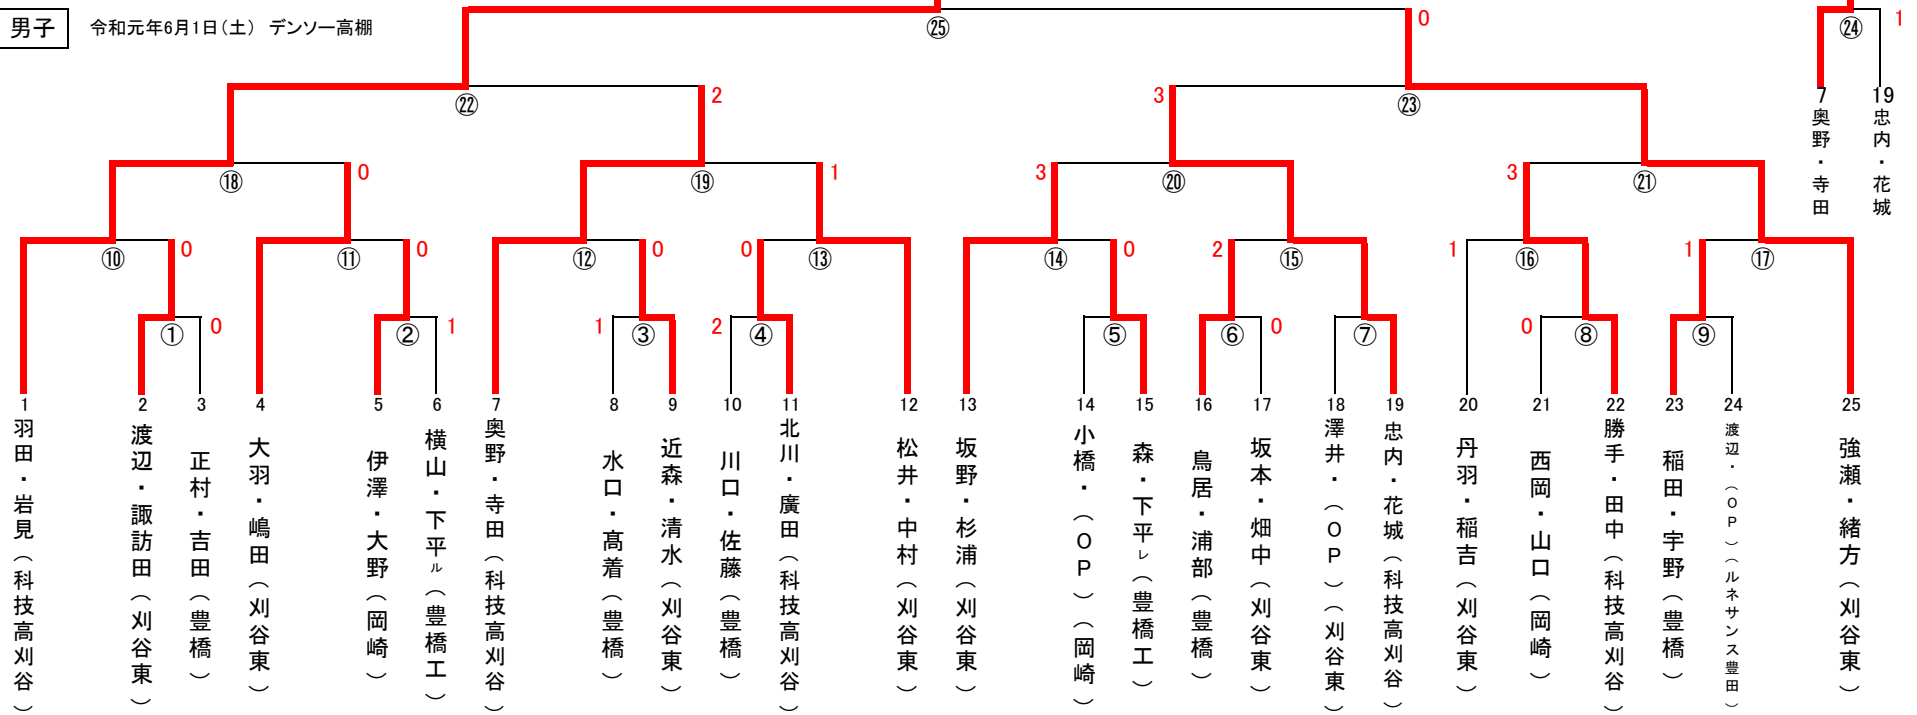 男子
令和元年6月1日(土) デンソー高棚
㉕
0
㉔
1
7
奥野・寺田
19
忠内・花城
㉒
2
3
㉓
⑱
0
⑲
1
3
⑳
3
㉑
⑩
0
⑪
0
⑫
0
0
⑬
⑭
0
2
⑮
1
⑯
1
⑰
①
0
②
1
1
③
2
④
⑤
⑥
0
⑦
0
⑧
⑨
1
羽田・岩見(科技高刈谷)
2
渡辺・諏訪田(刈谷東)
3
正村・吉田(豊橋)
4
大羽・嶋田(刈谷東)
5
伊澤・大野(岡崎)
6
横山・下平ル(豊橋工)
7
奥野・寺田(科技高刈谷)
8
水口・髙着(豊橋)
9
近森・清水(刈谷東)
10
川口・佐藤(豊橋)
11
北川・廣田(科技高刈谷)
12
松井・中村(刈谷東)
13
坂野・杉浦(刈谷東)
14
小橋・(OP)(岡崎)
15
森・下平レ(豊橋工)
16
鳥居・浦部(豊橋)
17
坂本・畑中(刈谷東)
18
澤井・(OP)(刈谷東)
19
忠内・花城(科技高刈谷)
20
丹羽・稲吉(刈谷東)
21
西岡・山口(岡崎)
22
勝手・田中(科技高刈谷)
23
稲田・宇野(豊橋)
24
渡辺・(OP)(ルネサンス豊田)
25
強瀬・緒方(刈谷東)